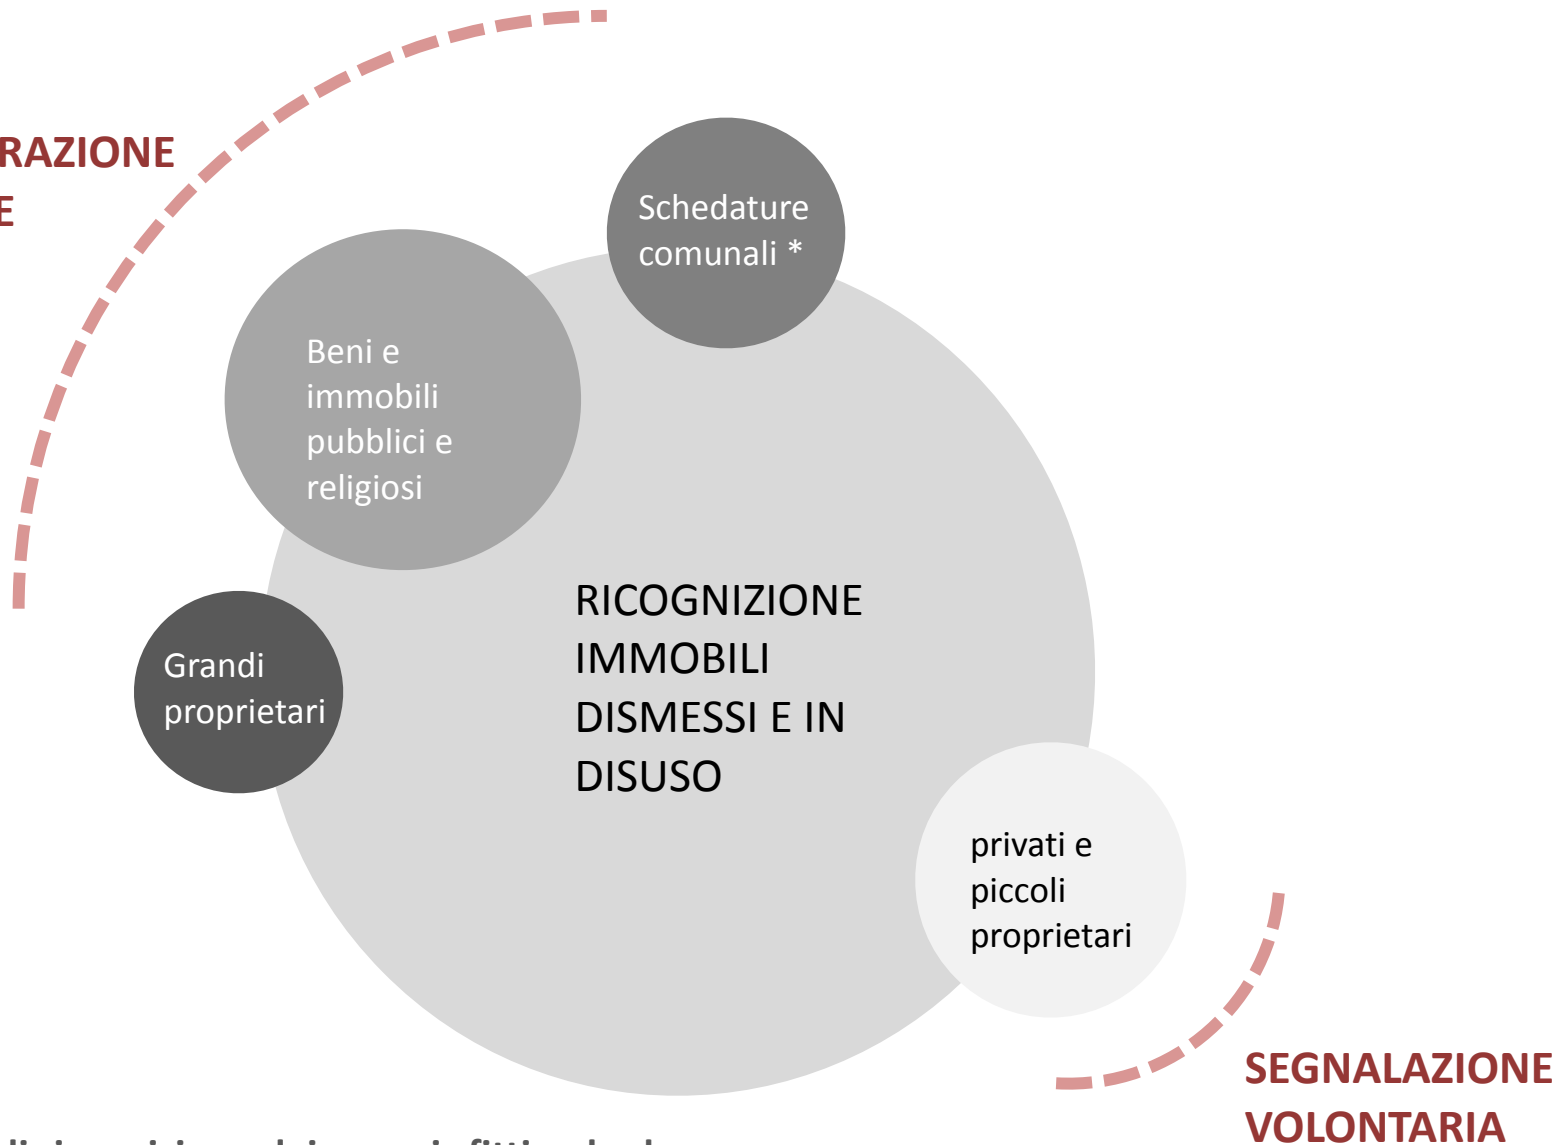 RAZIONE
E
Schedature
comunali *
Beni e
immobili
pubblici e
religiosi
RICOGNIZIONE
IMMOBILI
DISMESSI E IN
DISUSO
Grandi
proprietari
privati e
piccoli
proprietari
SEGNALAZIONE
VOLONTARIA